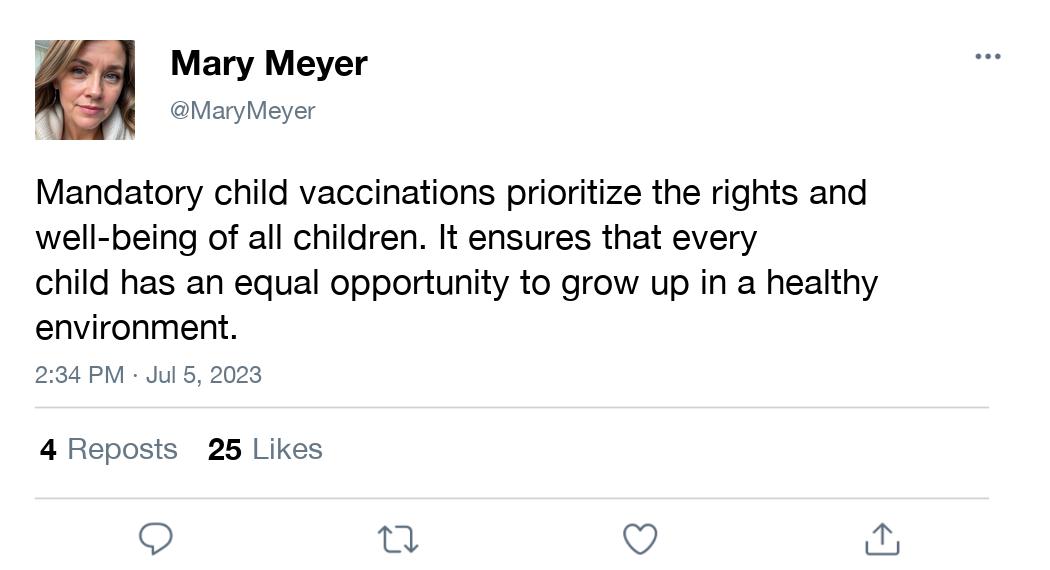 Mary Meyer
@MaryMeyer
Mandatory child vaccinations prioritize the rights and
well-being of all children. It ensures that every
child has an equal opportunity to grow up in a healthy
environment.
2:34 PM · Jul 5, 2023
4 Reposts 25 Likes